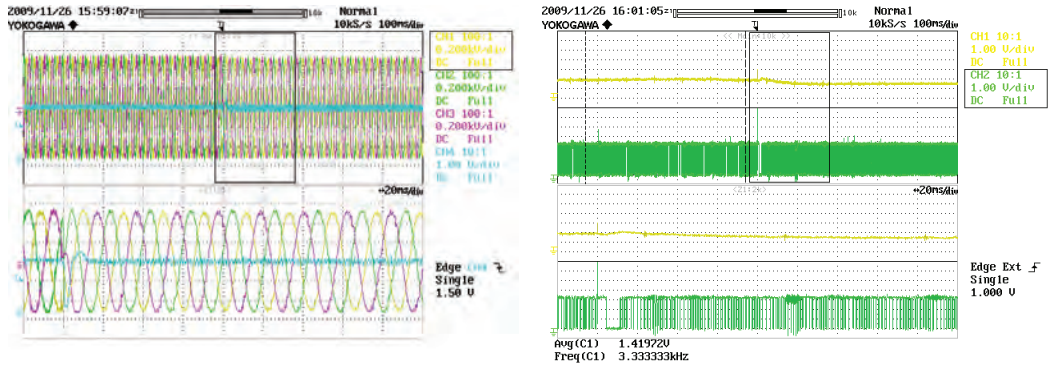 2009/11/26 15:59:07
10k
Normal
YOKOGAWA ◆
10kS/s 100ms/div
CH1 100:1
0.200kV/div
DC Full
CH2 100:1
0.200kV/div
DC Full
CH3 100:1
0.200kV/div
DC Full
CH4 10:1
1.00 V/div
Full
20ms/div
Edge CH4
Single
1.50 V
2009/11/26 16:01:05
10k
Normal
YOKOGAWA ◆
10kS/s 100ms/div
CH1 10:1
1.00 V/div
DC Full
CH2 10:1
1.00 V/div
DC Full
20ms/div
Edge Ext
Single
1.000 V
Avg(C1) 1.41972V
Freq(C1) 3.333333kHz